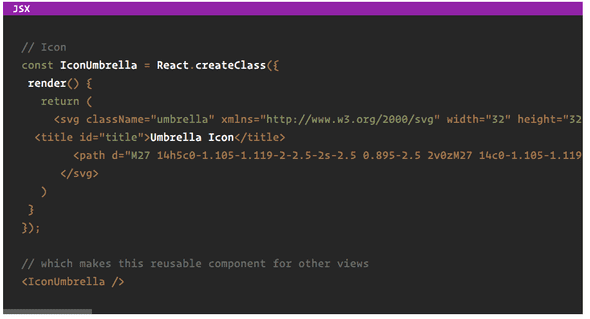 JSX
// Icon
const IconUmbrella = React.createClass({
render() {
return (
<svg className="umbrella" xmlns="http://www.w3.org/2000/svg" width="32" height="32
<title id="title">Umbrella Icon</title>
<path d="M27 14h5c0-1.105-1.119-2-2.5-2s-2.5 0.895-2.5 2v0zM27 14c0-1.105-1.119
</svg>
)
}
});
// which makes this reusable component for other views
<IconUmbrella />